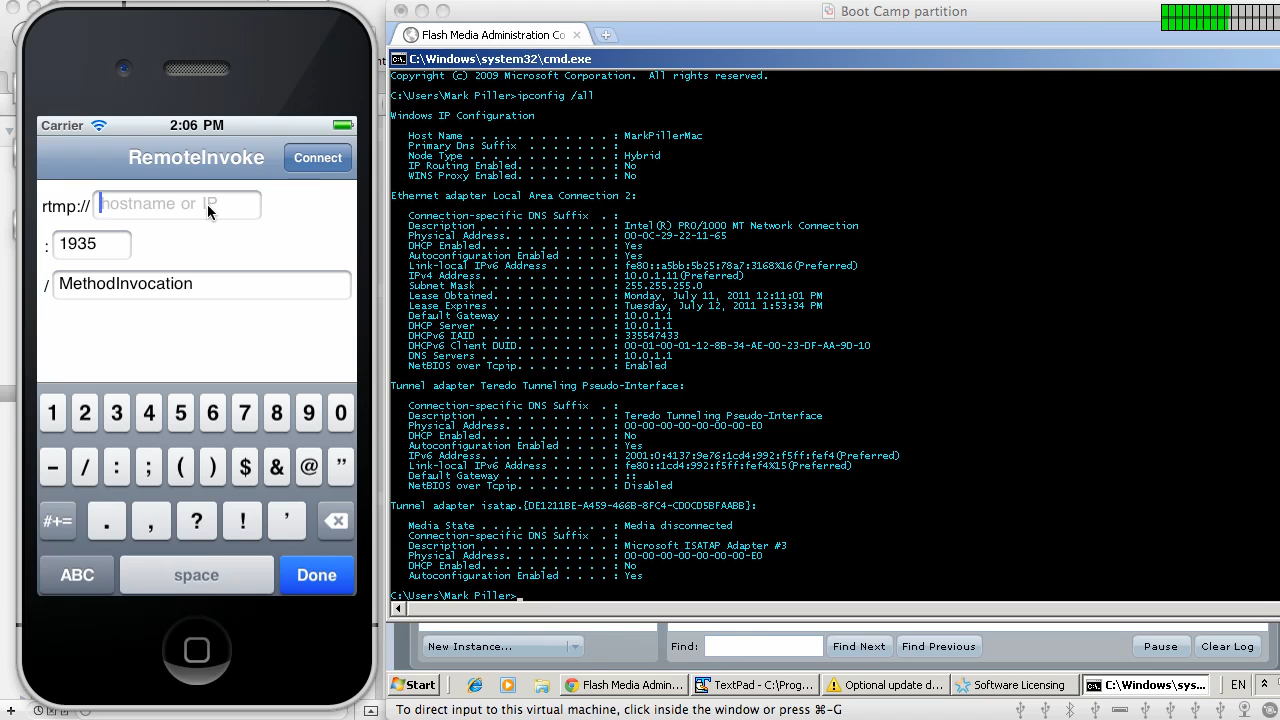 Carrier 2:06 PM
RemoteInvoke Connect
rtmp:// hostname or IP
: 1935
/ MethodInvocation
1 2 3 4 5 6 7 8 9 0
- / : ; ( ) $ & @ ”
#+= . , ? ! ’
ABC space Done
Boot Camp partition
Flash Media Administration Co
C:\Windows\system32\cmd.exe
Copyright (c) 2009 Microsoft Corporation.  All rights reserved.
C:\Users\Mark Piller>ipconfig /all
Windows IP Configuration
Host Name . . . . . . . . . . . . : MarkPillerMac
Primary Dns Suffix  . . . . . . . :
Node Type . . . . . . . . . . . . : Hybrid
IP Routing Enabled. . . . . . . . : No
WINS Proxy Enabled. . . . . . . . : No
Ethernet adapter Local Area Connection 2:
Connection-specific DNS Suffix  . :
Description . . . . . . . . . . . : Intel(R) PRO/1000 MT Network Connection
Physical Address. . . . . . . . . : 00-0C-29-22-11-65
DHCP Enabled. . . . . . . . . . . : Yes
Autoconfiguration Enabled . . . . : Yes
Link-local IPv6 Address . . . . . : fe80::a5bb:5b25:78a7:3168%16(Preferred)
IPv4 Address. . . . . . . . . . . : 10.0.1.11(Preferred)
Subnet Mask . . . . . . . . . . . : 255.255.255.0
Lease Obtained. . . . . . . . . . : Monday, July 11, 2011 12:11:01 PM
Lease Expires . . . . . . . . . . : Tuesday, July 12, 2011 1:53:34 PM
Default Gateway . . . . . . . . . : 10.0.1.1
DHCP Server . . . . . . . . . . . : 10.0.1.1
DHCPv6 IAID . . . . . . . . . . . : 335547433
DHCPv6 Client DUID. . . . . . . . : 00-01-00-01-12-8B-34-AE-00-23-DF-AA-9D-10
DNS Servers . . . . . . . . . . . : 10.0.1.1
NetBIOS over Tcpip. . . . . . . . : Enabled
Tunnel adapter Teredo Tunneling Pseudo-Interface:
Connection-specific DNS Suffix  . :
Description . . . . . . . . . . . : Teredo Tunneling Pseudo-Interface
Physical Address. . . . . . . . . : 00-00-00-00-00-00-00-E0
DHCP Enabled. . . . . . . . . . . : No
Autoconfiguration Enabled . . . . : Yes
IPv6 Address. . . . . . . . . . . : 2001:0:4137:9e76:1cd4:992:f5ff:fef4(Preferred)
Link-local IPv6 Address . . . . . : fe80::1cd4:992:f5ff:fef4%15(Preferred)
Default Gateway . . . . . . . . . : ::
NetBIOS over Tcpip. . . . . . . . : Disabled
Tunnel adapter isatap.{DE1211BE-A459-466B-8FC4-CD0CD5BFAABB}:
Media State . . . . . . . . . . . : Media disconnected
Connection-specific DNS Suffix  . :
Description . . . . . . . . . . . : Microsoft ISATAP Adapter #3
Physical Address. . . . . . . . . : 00-00-00-00-00-00-00-E0
DHCP Enabled. . . . . . . . . . . : No
Autoconfiguration Enabled . . . . : Yes
C:\Users\Mark Piller>_
New Instance... Find: Find Next Find Previous Pause Clear Log
Start Flash Media Admin... TextPad - C:\Prog... Optional update d... Software Licensing C:\Windows\sys... EN
To direct input to this virtual machine, click inside the window or press ⌘-G